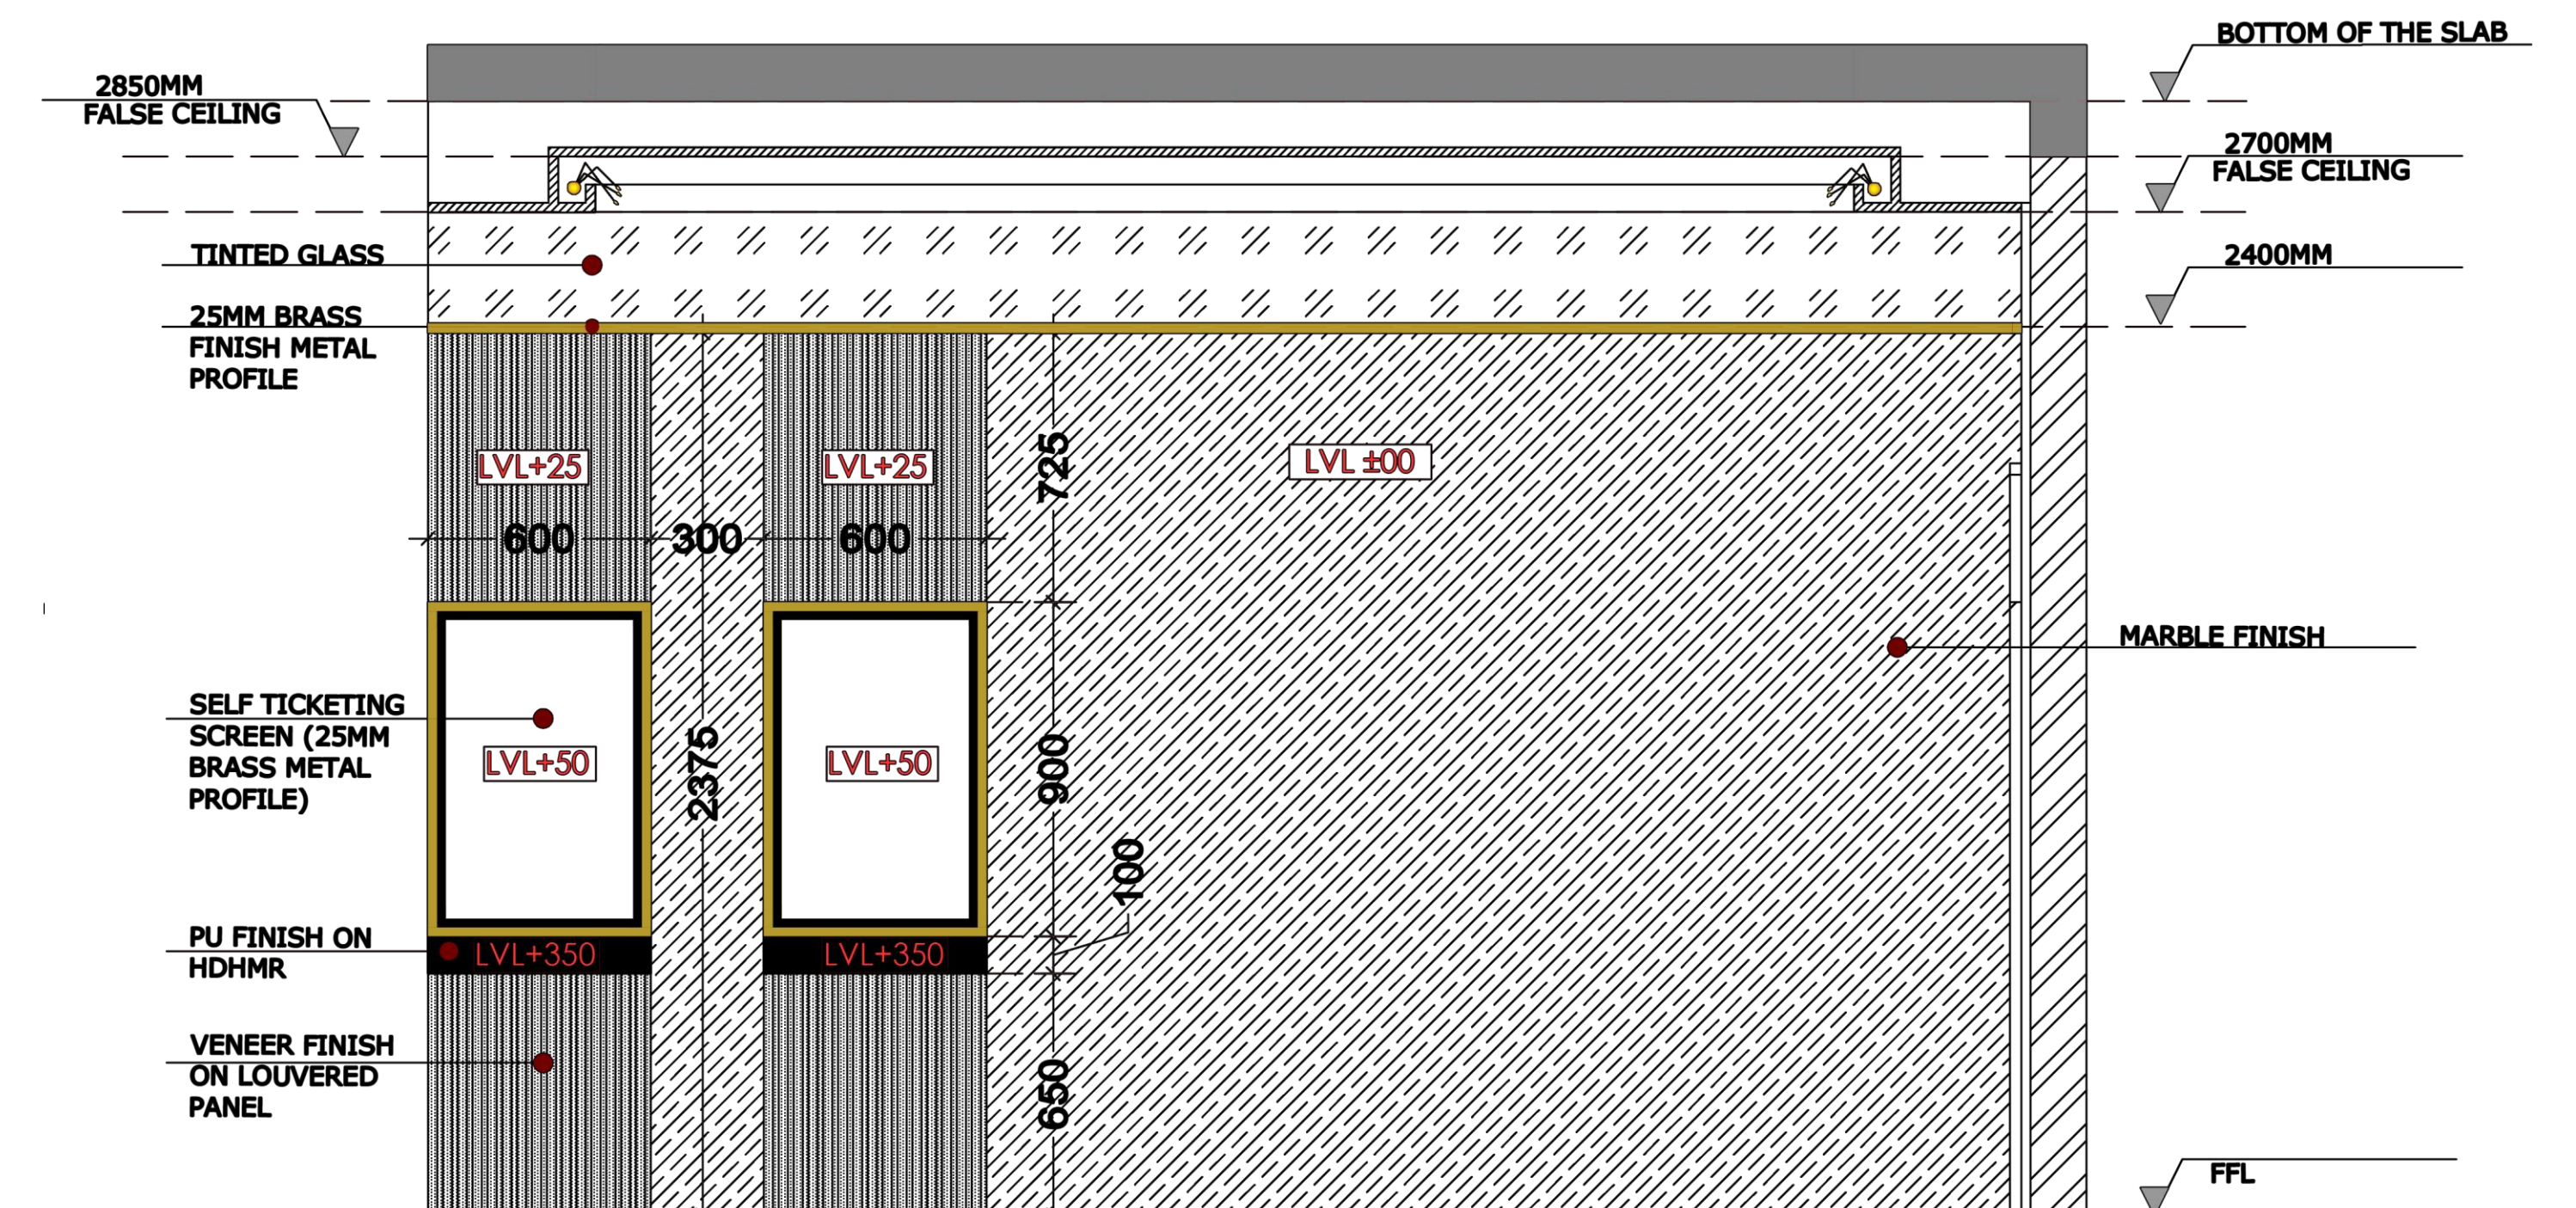 BOTTOM OF THE SLAB
2850MM
FALSE CEILING
2700MM
FALSE CEILING
TINTED GLASS
2400MM
25MM BRASS
FINISH METAL
PROFILE
LVL+25
LVL+25
725
LVL ±00
600
300
600
MARBLE FINISH
SELF TICKETING
SCREEN (25MM
BRASS METAL
PROFILE)
LVL+50
LVL+50
2375
900
100
PU FINISH ON
HDHMR
LVL+350
LVL+350
VENEER FINISH
ON LOUVERED
PANEL
650
FFL